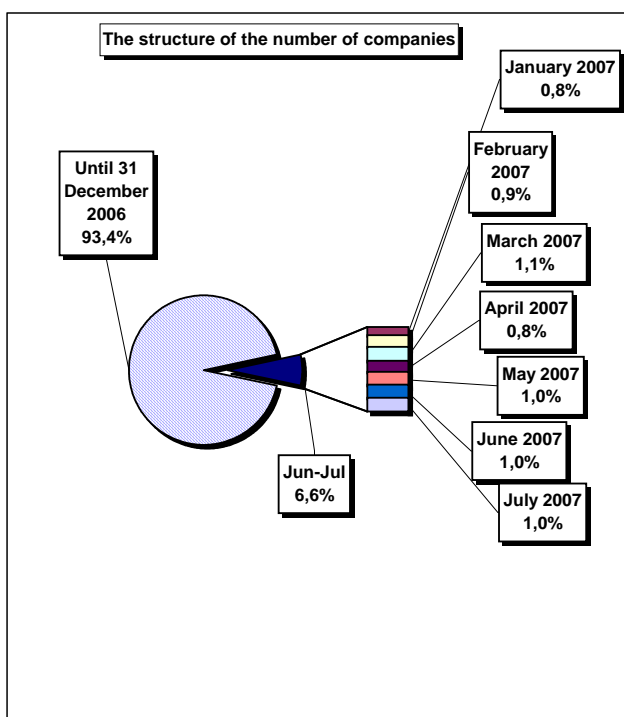 The structure of the number of companies
January 2007
0,8%
February
2007
0,9%
Until 31
December
2006
93,4%
March 2007
1,1%
April 2007
0,8%
May 2007
1,0%
June 2007
1,0%
Jun-Jul
6,6%
July 2007
1,0%